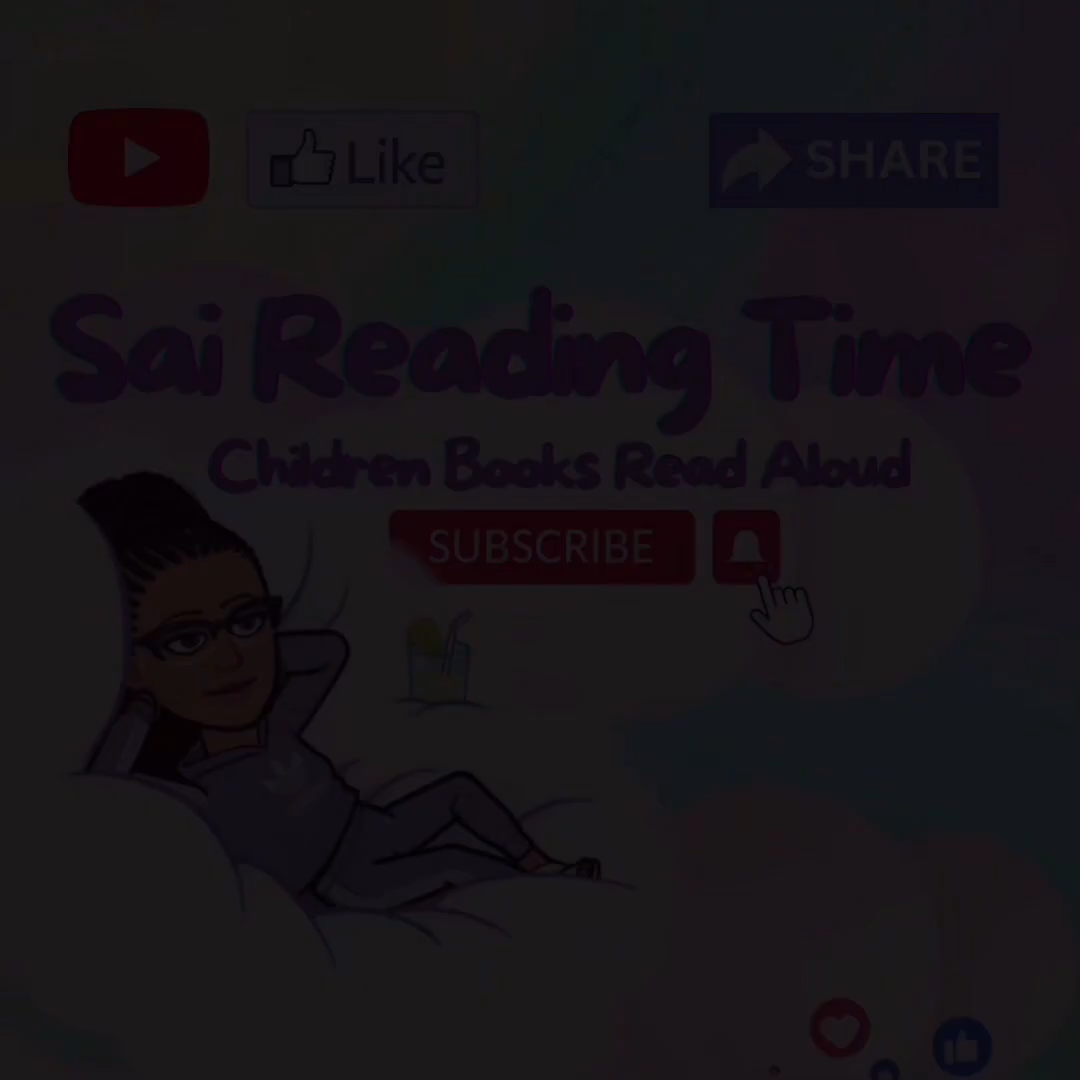 Like
SHARE
Sai Reading Time
Children Books Read Aloud
SUBSCRIBE